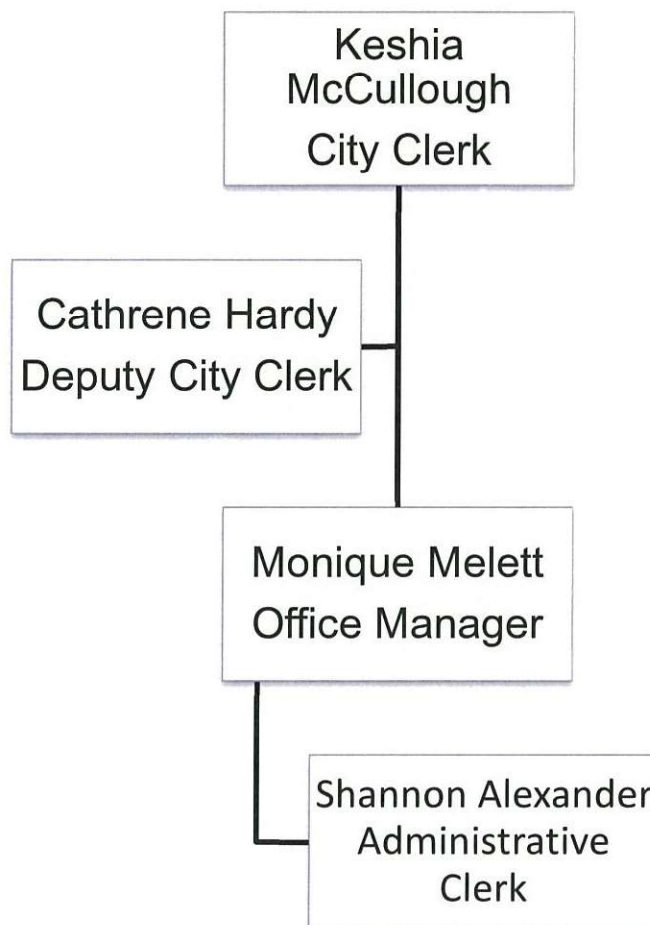 Keshia
McCullough
City Clerk
Cathrene Hardy
Deputy City Clerk
Monique Melett
Office Manager
Shannon Alexander
Administrative
Clerk